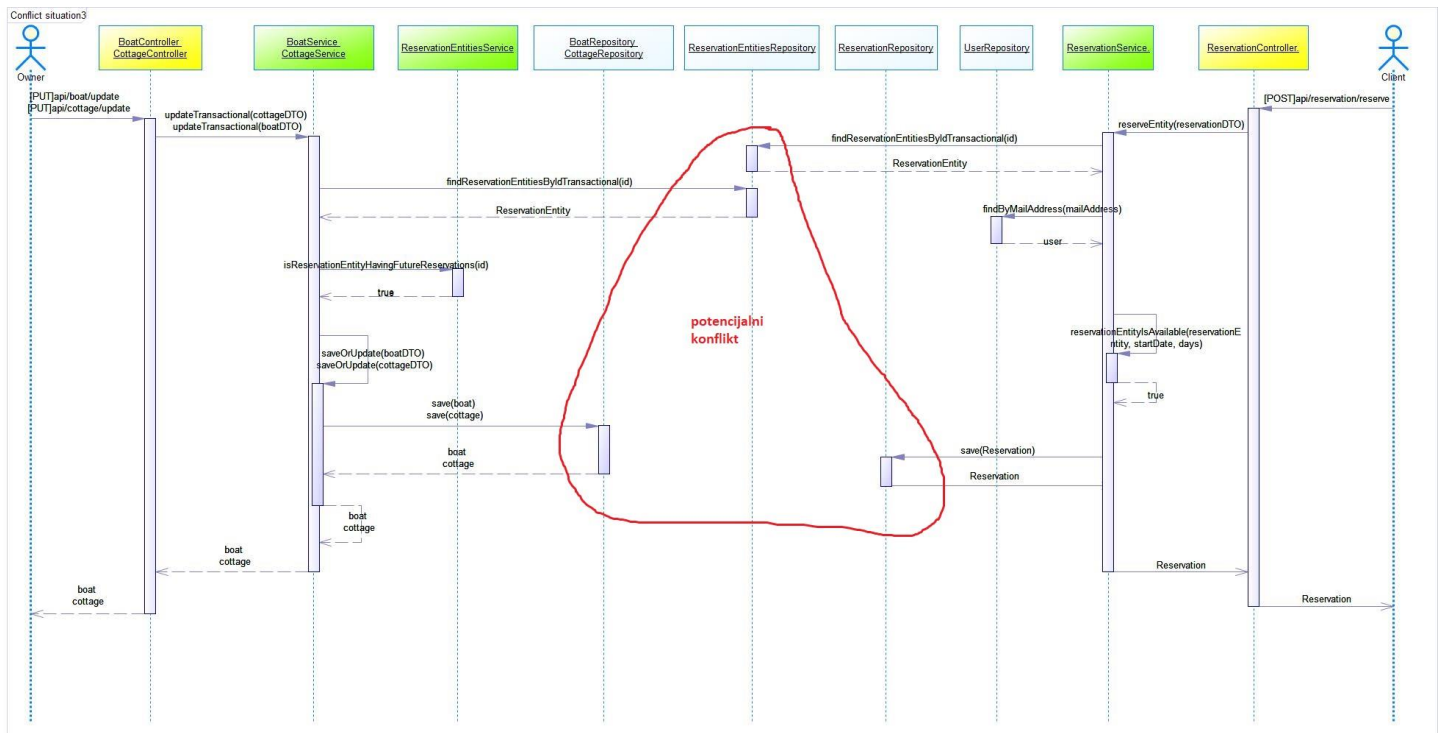 Conflict situation3
Owner
BoatController
CottageController
BoatService
CottageService
ReservationEntitiesService
BoatRepository
CottageRepository
ReservationEntitiesRepository
ReservationRepository
UserRepository
ReservationService.
ReservationController.
Client
[PUT]api/boat/update
[PUT]api/cottage/update
updateTransactional(cottageDTO)
updateTransactional(boatDTO)
[POST]api/reservation/reserve
reserveEntity(reservationDTO)
findReservationEntitiesByIdTransactional(id)
ReservationEntity
findReservationEntitiesByIdTransactional(id)
ReservationEntity
findByMailAddress(mailAddress)
user
isReservationEntityHavingFutureReservations(id)
true
potencijalni
konflikt
reservationEntityIsAvailable(reservationE
ntity, startDate, days)
true
saveOrUpdate(boatDTO)
saveOrUpdate(cottageDTO)
save(boat)
save(cottage)
boat
cottage
save(Reservation)
Reservation
boat
cottage
boat
cottage
Reservation
boat
cottage
Reservation